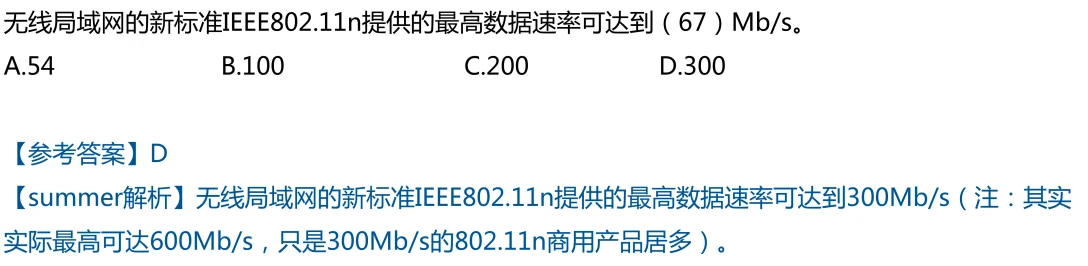 无线局域网的新标准IEEE802.11n提供的最高数据速率可达到（67）Mb/s。
A.54 B.100 C.200 D.300
【参考答案】D
【summer解析】无线局域网的新标准IEEE802.11n提供的最高数据速率可达到300Mb/s（注：其实
实际最高可达600Mb/s，只是300Mb/s的802.11n商用产品居多）。